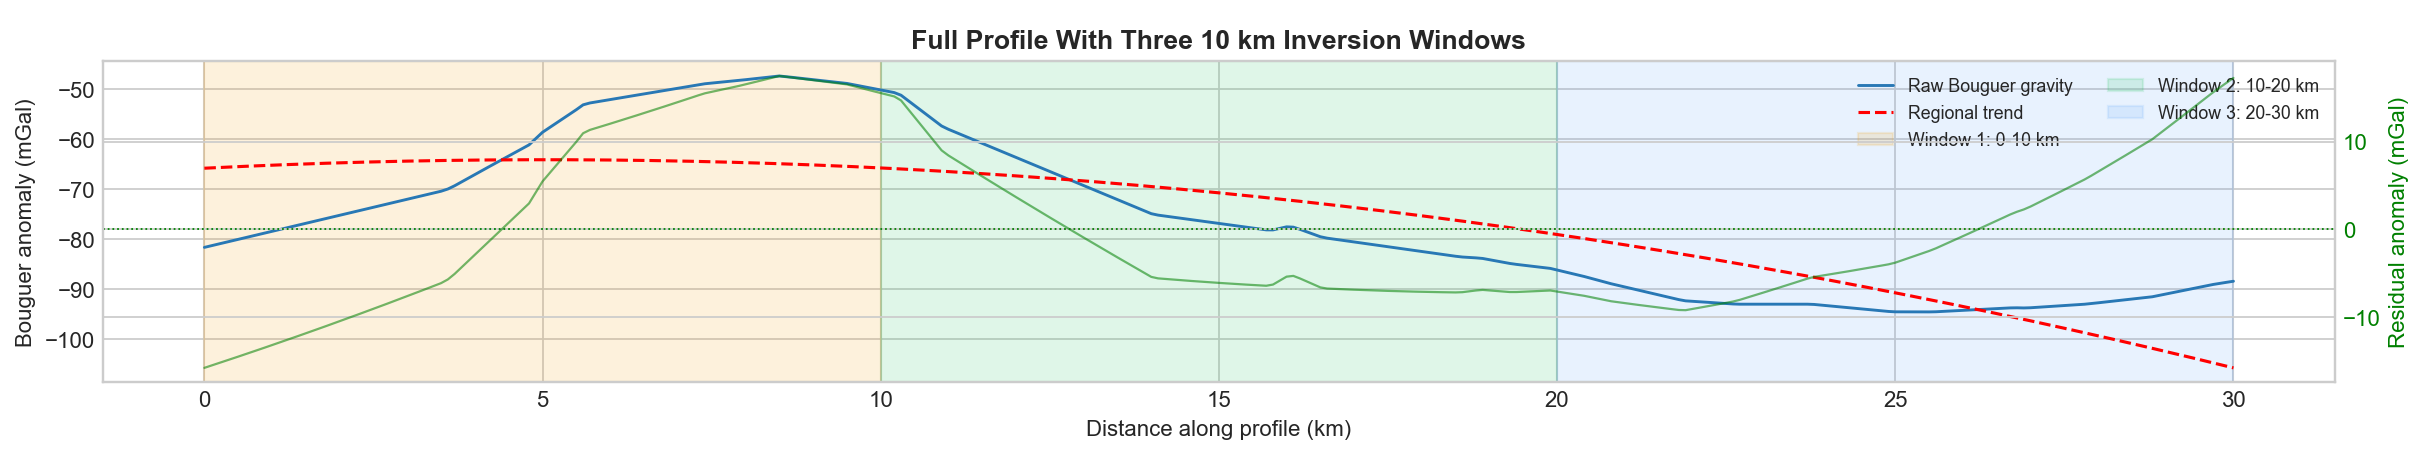 Full Profile With Three 10 km Inversion Windows
Bouguer anomaly (mGal)
−50
−60
−70
−80
−90
−100
Raw Bouguer gravity
Regional trend
Window 1: 0-10 km
Window 2: 10-20 km
Window 3: 20-30 km
10
0
−10
Residual anomaly (mGal)
0 5 10 15 20 25 30
Distance along profile (km)